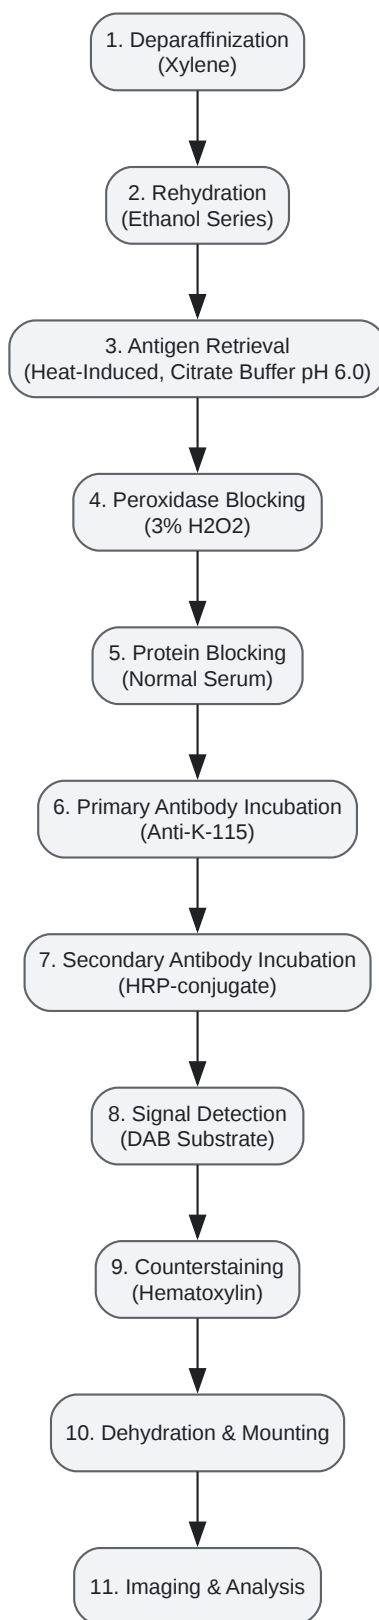 1. Deparaffinization
(Xylene)
2. Rehydration
(Ethanol Series)
3. Antigen Retrieval
(Heat-Induced, Citrate Buffer pH 6.0)
4. Peroxidase Blocking
(3% H2O2)
5. Protein Blocking
(Normal Serum)
6. Primary Antibody Incubation
(Anti-K-115)
7. Secondary Antibody Incubation
(HRP-conjugate)
8. Signal Detection
(DAB Substrate)
9. Counterstaining
(Hematoxylin)
10. Dehydration & Mounting
11. Imaging & Analysis